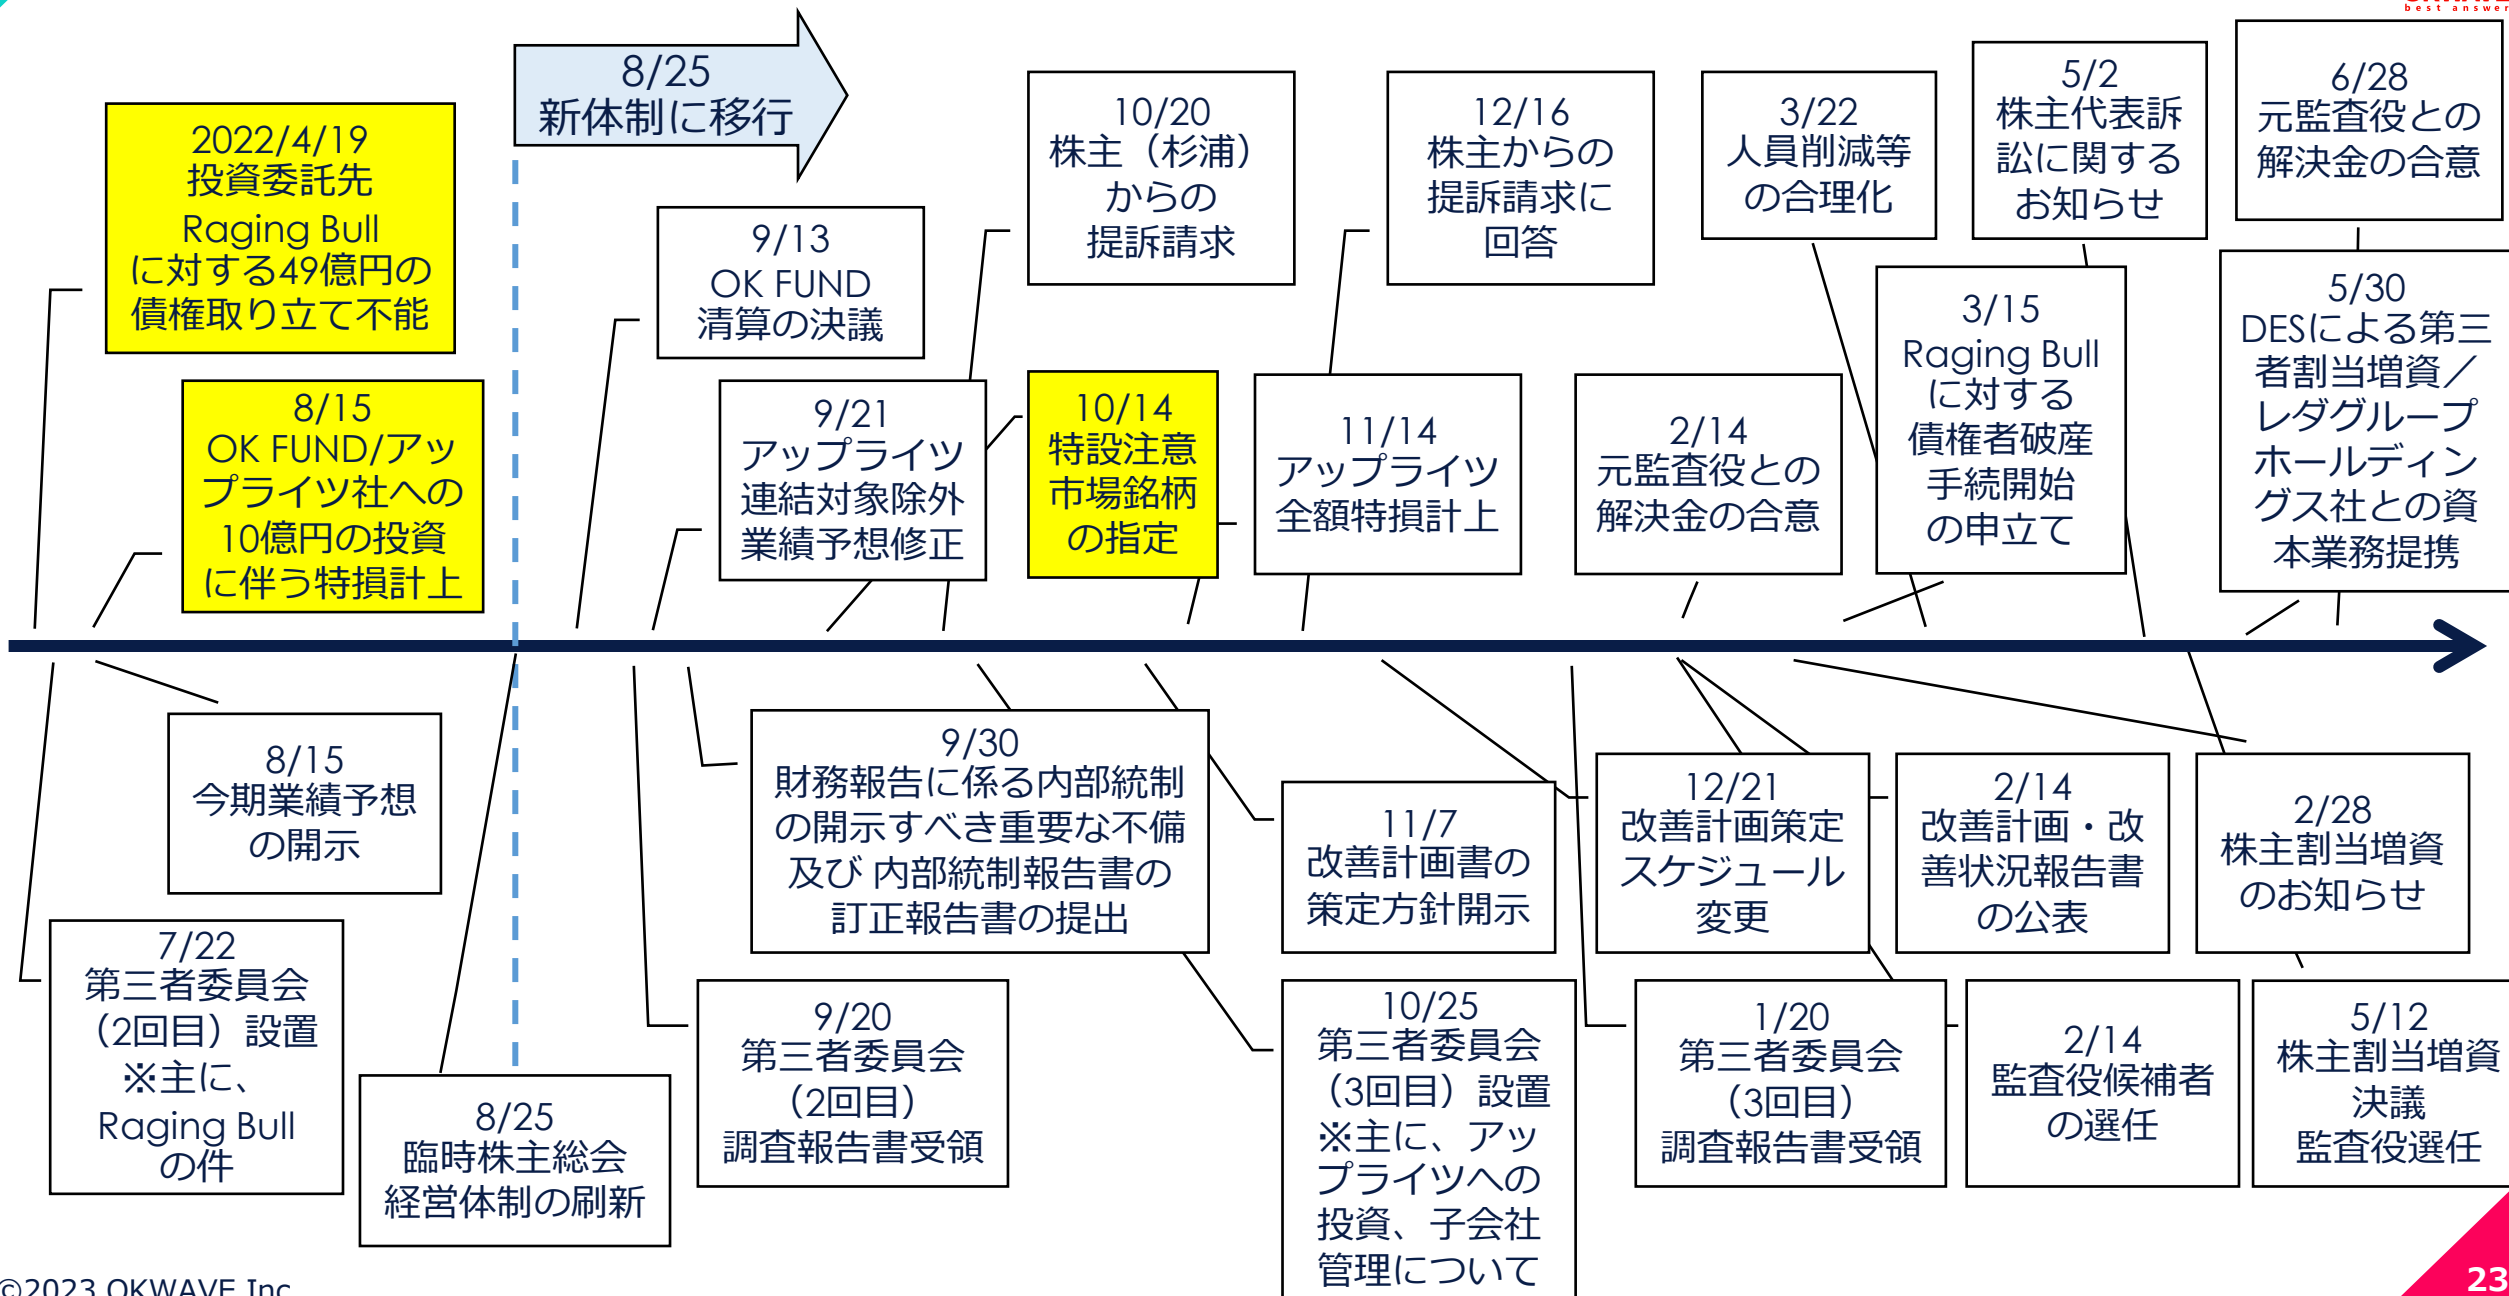 best answer
8/25
新体制に移行
2022/4/19
投資委託先
Raging Bull
に対する49億円の
債権取り立て不能
8/15
OK FUND/アッ
プライツ社への
10億円の投資
に伴う特損計上
9/13
OK FUND
清算の決議
9/21
アップライツ
連結対象除外
業績予想修正
10/20
株主（杉浦）
からの
提訴請求
10/14
特設注意
市場銘柄
の指定
12/16
株主からの
提訴請求に
回答
11/14
アップライツ
全額特損計上
3/22
人員削減等
の合理化
2/14
元監査役との
解決金の合意
5/2
株主代表訴
訟に関する
お知らせ
3/15
Raging Bull
に対する
債権者破産
手続開始
の申立て
6/28
元監査役との
解決金の合意
5/30
DESによる第三
者割当増資／
レダグループ
ホールディン
グス社との資
本業務提携
8/15
今期業績予想
の開示
7/22
第三者委員会
（2回目）設置
※主に、
Raging Bull
の件
8/25
臨時株主総会
経営体制の刷新
9/30
財務報告に係る内部統制
の開示すべき重要な不備
及び 内部統制報告書の
訂正報告書の提出
9/20
第三者委員会
（2回目）
調査報告書受領
11/7
改善計画書の
策定方針開示
10/25
第三者委員会
（3回目）設置
※主に、アッ
プライツへの
投資、子会社
管理について
12/21
改善計画策定
スケジュール
変更
1/20
第三者委員会
（3回目）
調査報告書受領
2/14
改善計画・改
善状況報告書
の公表
2/14
監査役候補者
の選任
2/28
株主割当増資
のお知らせ
5/12
株主割当増資
決議
監査役選任
©2023 OKWAVE Inc
23